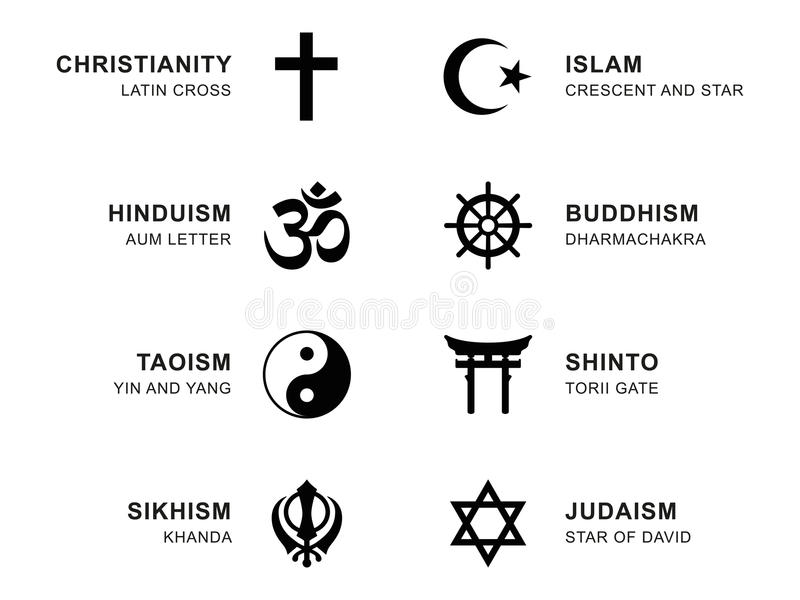 CHRISTIANITY
LATIN CROSS
ISLAM
CRESCENT AND STAR
HINDUISM
AUM LETTER
BUDDHISM
DHARMACHAKRA
dreamstime
TAOISM
YIN AND YANG
SHINTO
TORII GATE
SIKHISM
KHANDA
JUDAISM
STAR OF DAVID